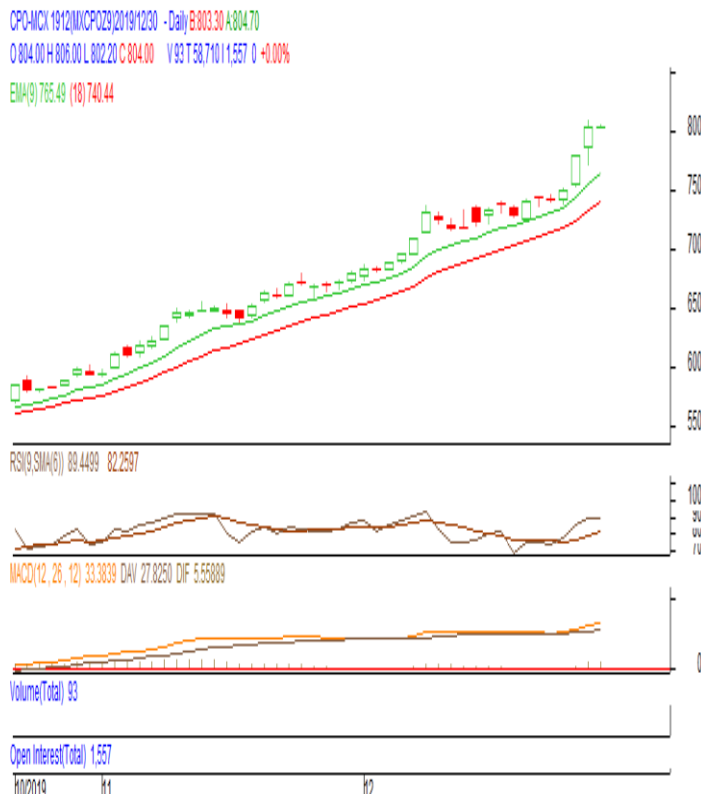 CPO-MCX 1912(MXCPOZ9)2019/12/30 - Daily B:803.30 A:804.70
O 804.00 H 806.00 L 802.20 C 804.00 V 93 T 58,710 I 1,557 0 +0.00%
EMA(9) 765.49 (18) 740.44
800
750
700
650
600
550
RSI(9,SMA(6)) 89.4499 82.2597
100
90
80
70
MACD(12, 26, 12) 33.3839 DAV 27.8250 DIF 5.55889
0
Volume(Total) 93
Open Interest(Total) 1,557
10/2019 11 12